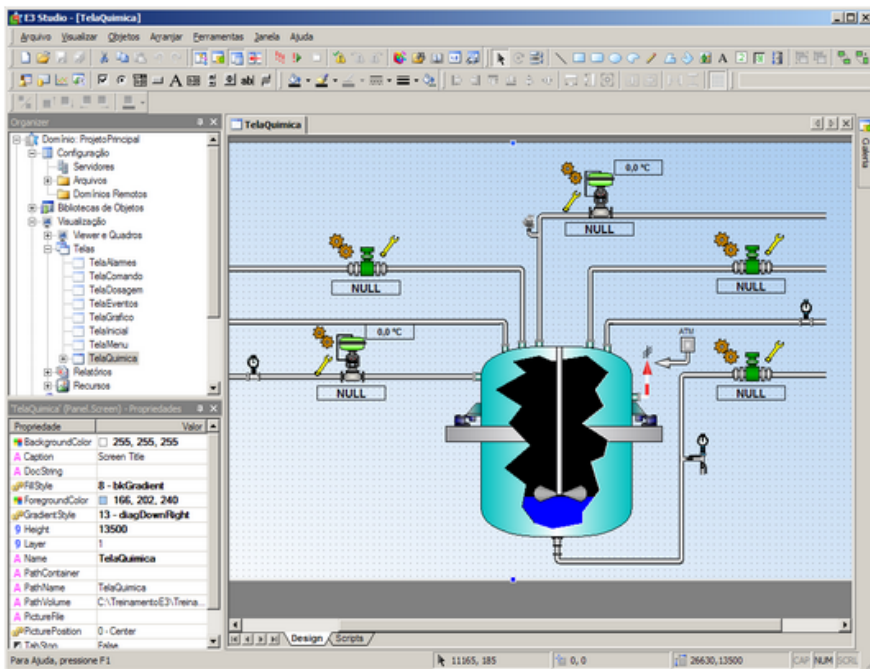 E3 Studio - [TelaQuimica]
Arquivo Visualizar Objetos Arranjar Ferramentas Janela Ajuda
Organizer
TelaQuimica
Domínio: ProjetoPrincipal
Configuração
Servidores
Arquivos
Domínios Remotos
Bibliotecas de Objetos
Visualização
Viewer e Quadros
Telas
TelaAlarmes
TelaComando
TelaDosagem
TelaEventos
TelaGrafico
TelaInicial
TelaMenu
TelaQuimica
Relatórios
Recursos
'TelaQuimica' (Panel.Screen) - Propriedades
Propriedade Valor
BackgroundColor 255, 255, 255
Caption Screen Title
DocString
FillStyle 8 - bkGradient
ForegroundColor 166, 202, 240
GradientStyle 13 - diagDownRight
Height 13500
Layer 1
Name TelaQuimica
PathContainer
PathName TelaQuimica
PathVolume C:\TreinamentoE3\Treina...
PictureFile
PicturePosition 0 - Center
TabStop False
0,0 °C
NULL
NULL
NULL
0,0 °C
NULL
ATM
NULL
Galeria
Design Scripts
Para Ajuda, pressione F1
11165, 185
0, 0
26630,13500
CAP NUM SCRL